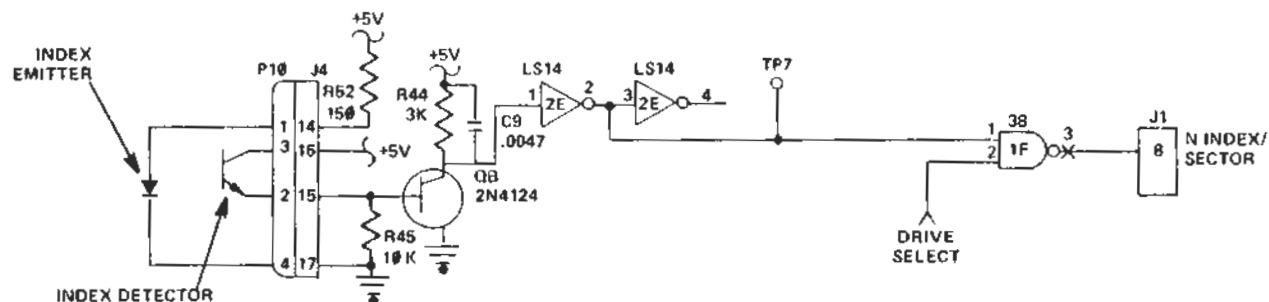 INDEX
EMITTER
P10
J4
+5V
R52
150
+5V
R44
3K
C9
.0047
LS14
1
2E
2
LS14
3
2E
4
TP7
1
2
38
1F
3
J1
6
N INDEX/
SECTOR
1
14
3
16
+5V
2
15
Q8
2N4124
4
17
R45
10K
DRIVE
SELECT
INDEX DETECTOR